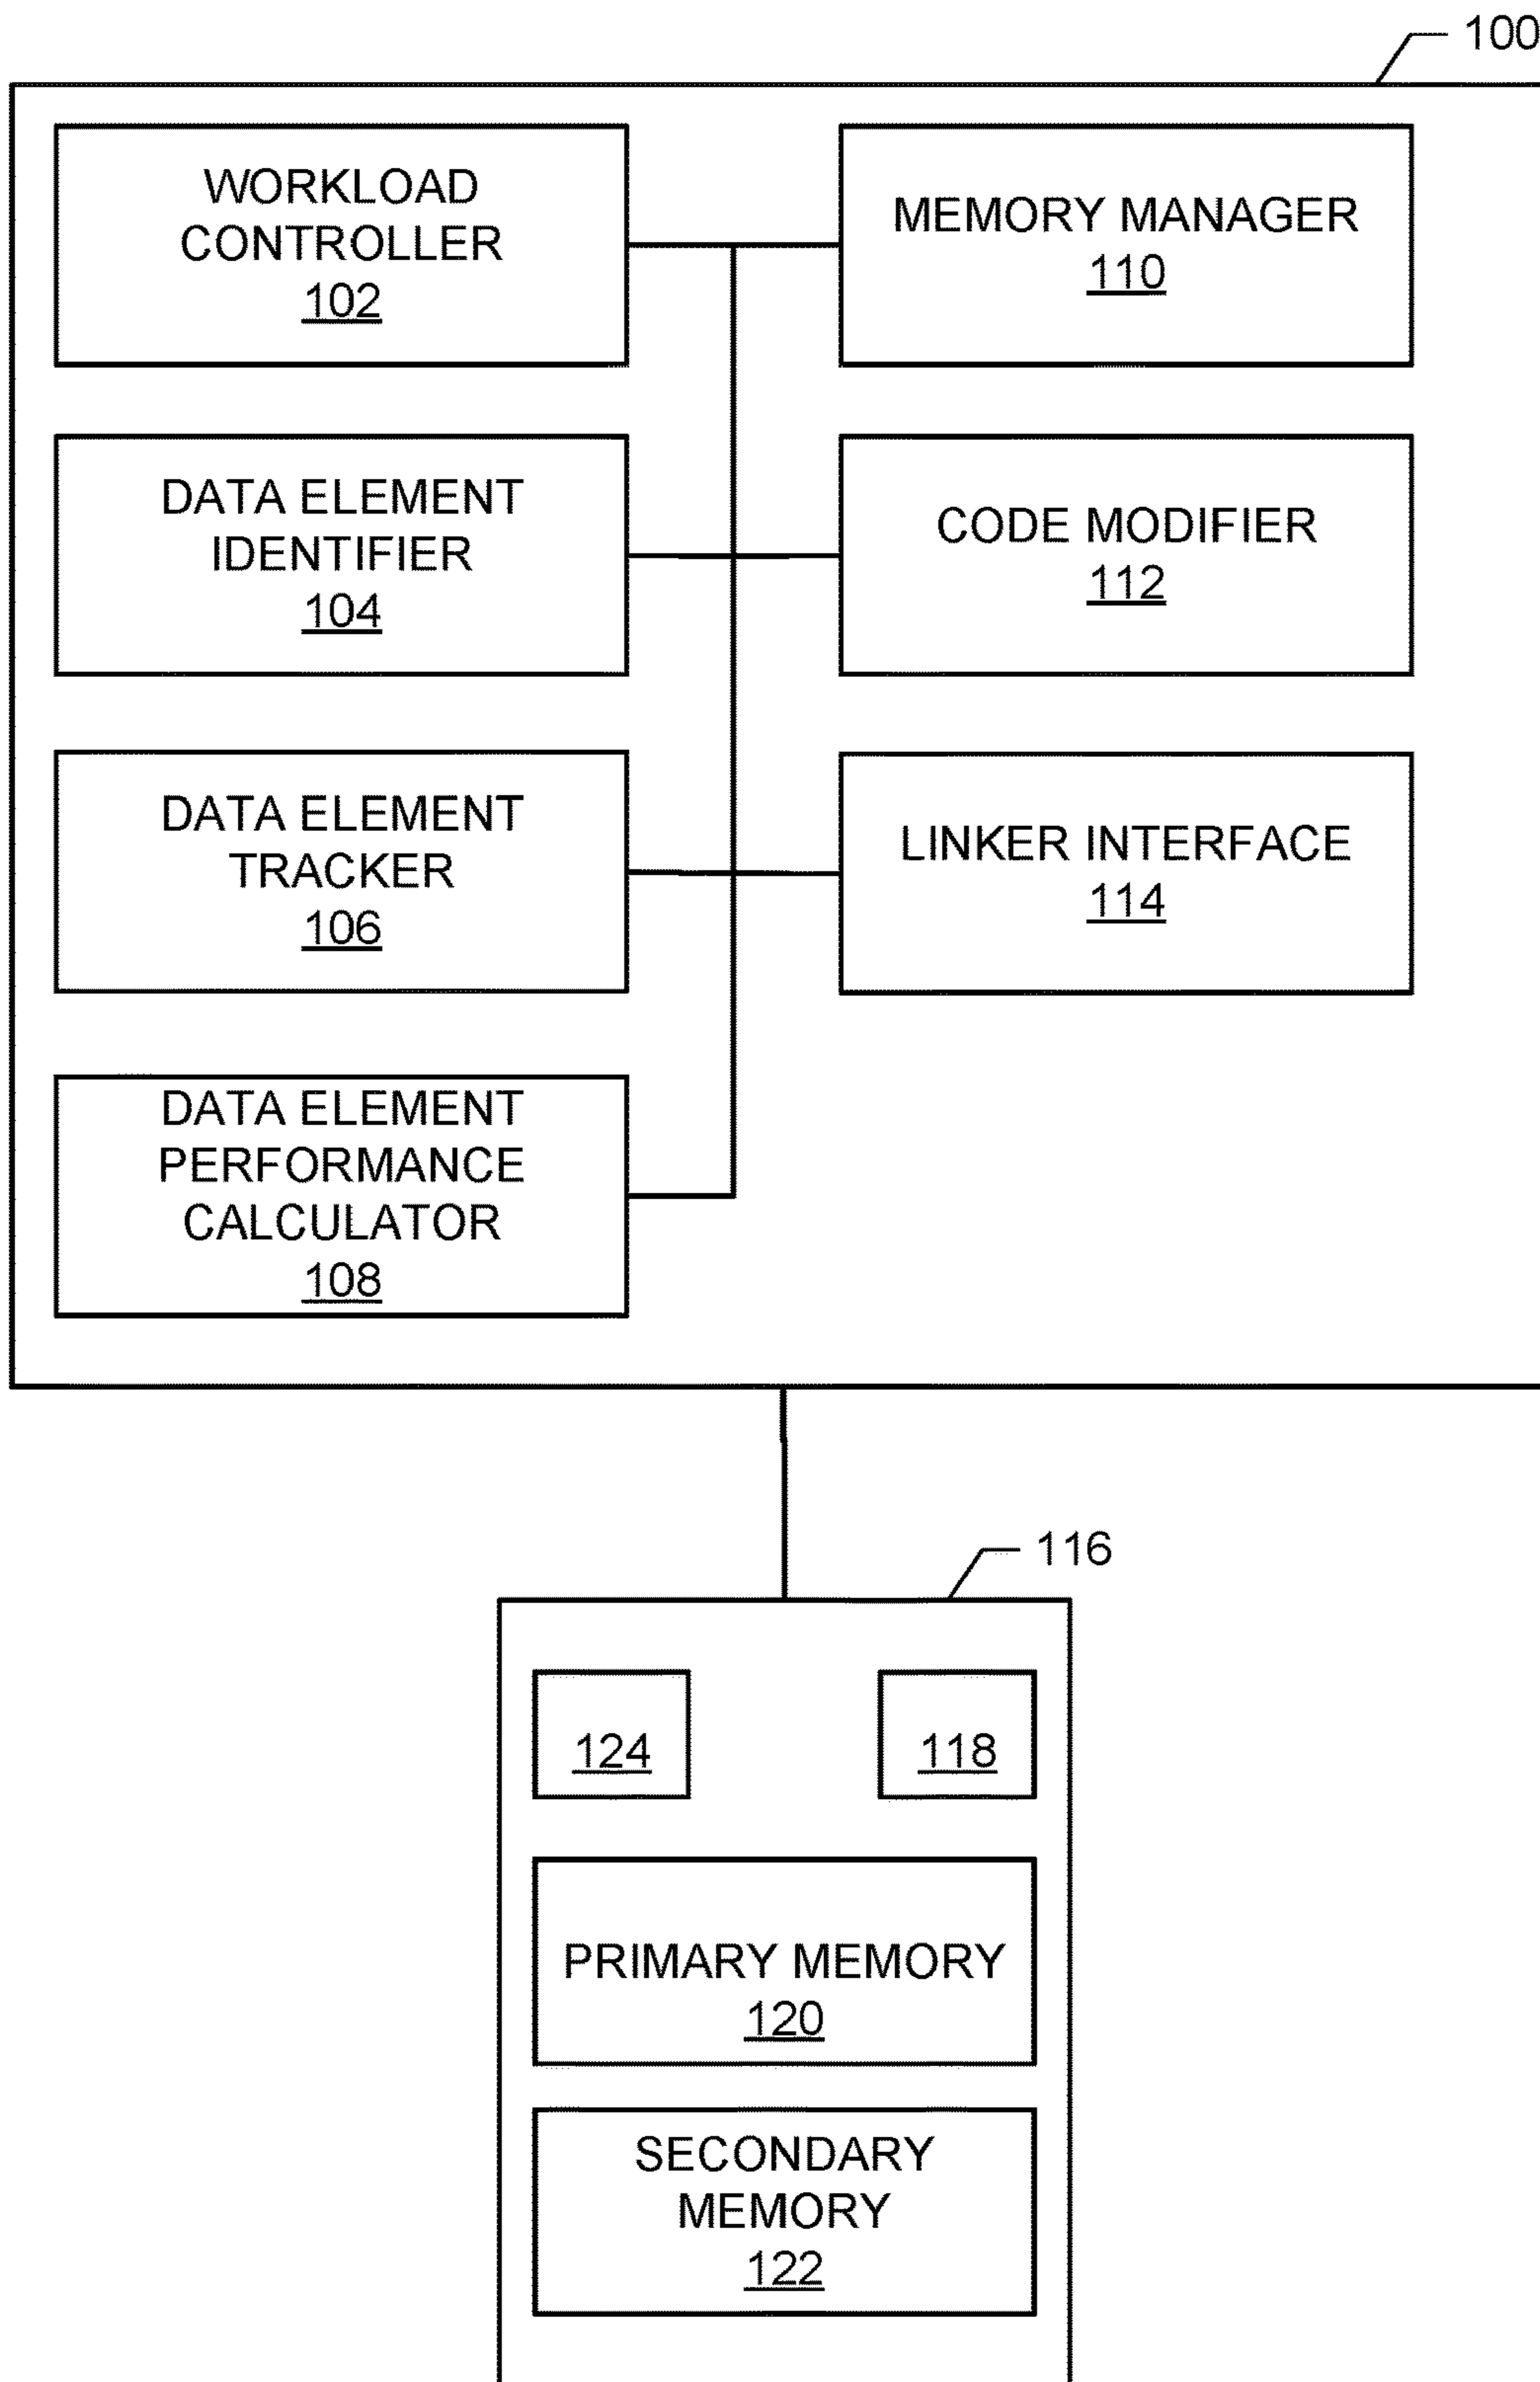 100
WORKLOAD
CONTROLLER
102
MEMORY MANAGER
110
DATA ELEMENT
IDENTIFIER
104
CODE MODIFIER
112
DATA ELEMENT
TRACKER
106
LINKER INTERFACE
114
DATA ELEMENT
PERFORMANCE
CALCULATOR
108
116
124
118
PRIMARY MEMORY
120
SECONDARY
MEMORY
122